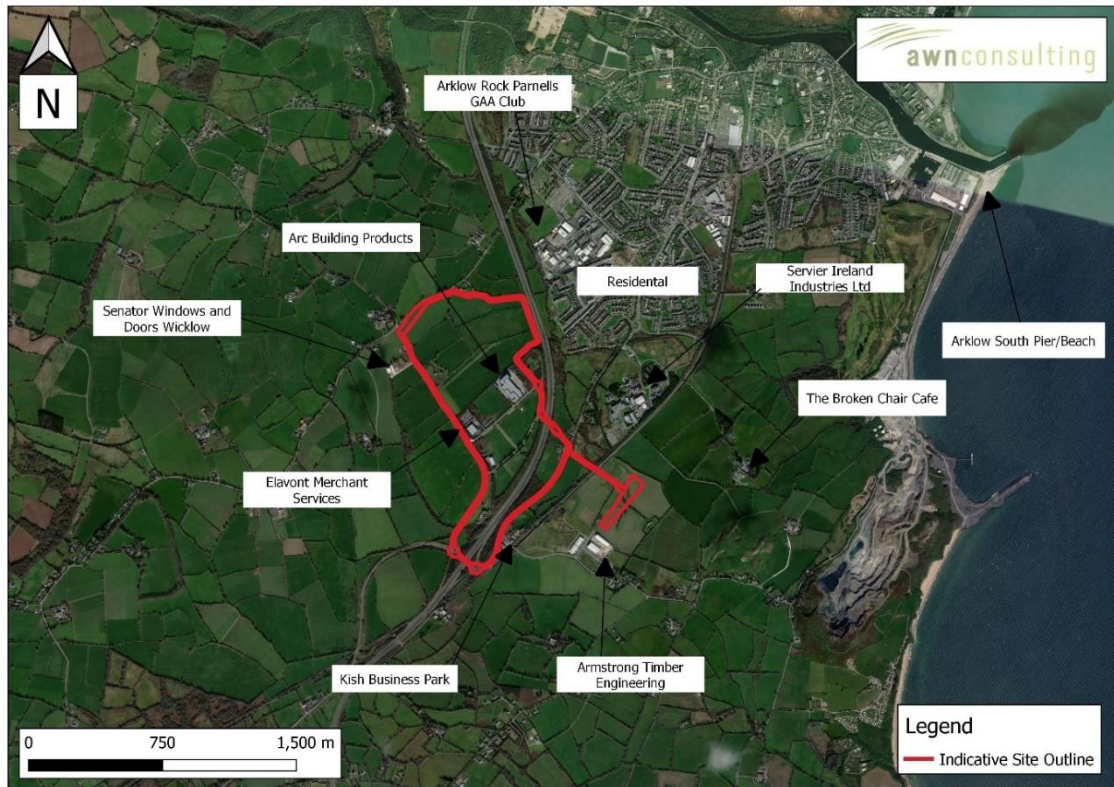 N
awnconsulting
Arklow Rock Parnells
GAA Club
Arc Building Products
Senator Windows and
Doors Wicklow
Residental
Servier Ireland
Industries Ltd
Arklow South Pier/Beach
The Broken Chair Cafe
Elavont Merchant
Services
Kish Business Park
Armstrong Timber
Engineering
0 750 1,500 m
Legend
Indicative Site Outline